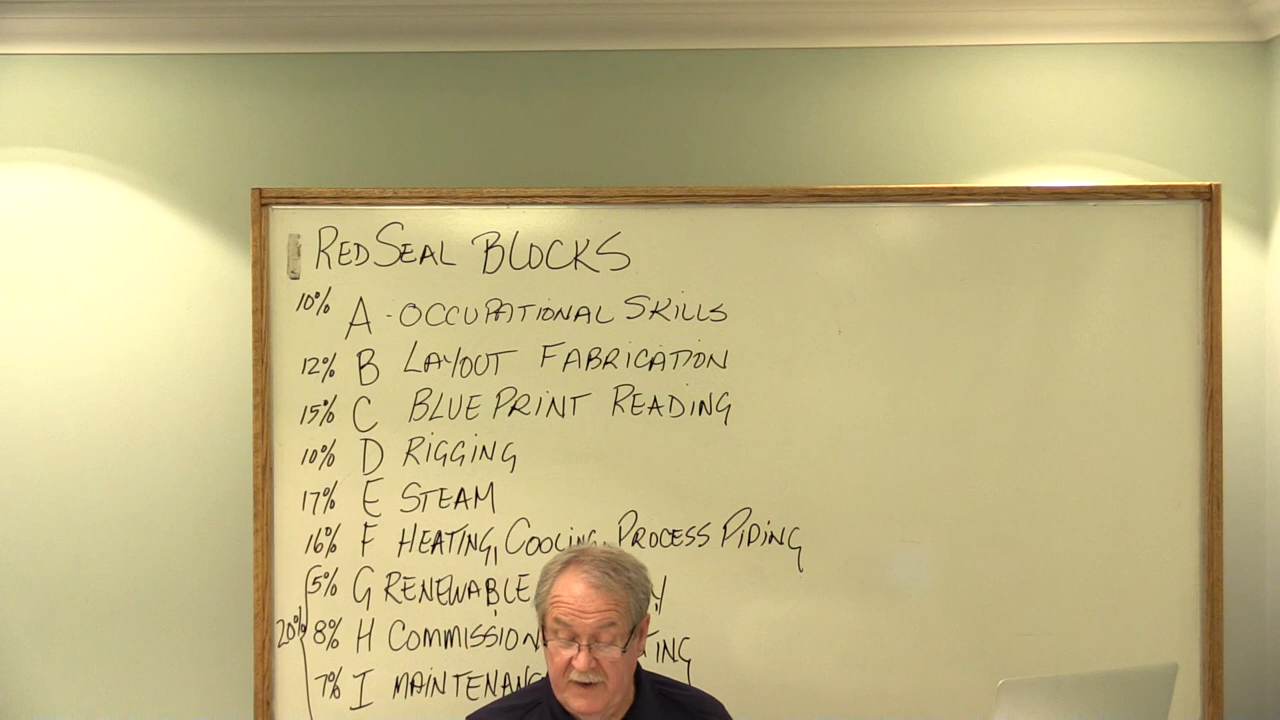 RED SEAL BLOCKS
10% A - OCCUPATIONAL SKILLS
12% B LAYOUT FABRICATION
15% C BLUE PRINT READING
10% D RIGGING
17% E STEAM
16% F HEATING, COOLING, PROCESS PIPING
5% G RENEWABLE
20% 8% H COMMISSION
7% I MAINTENANC